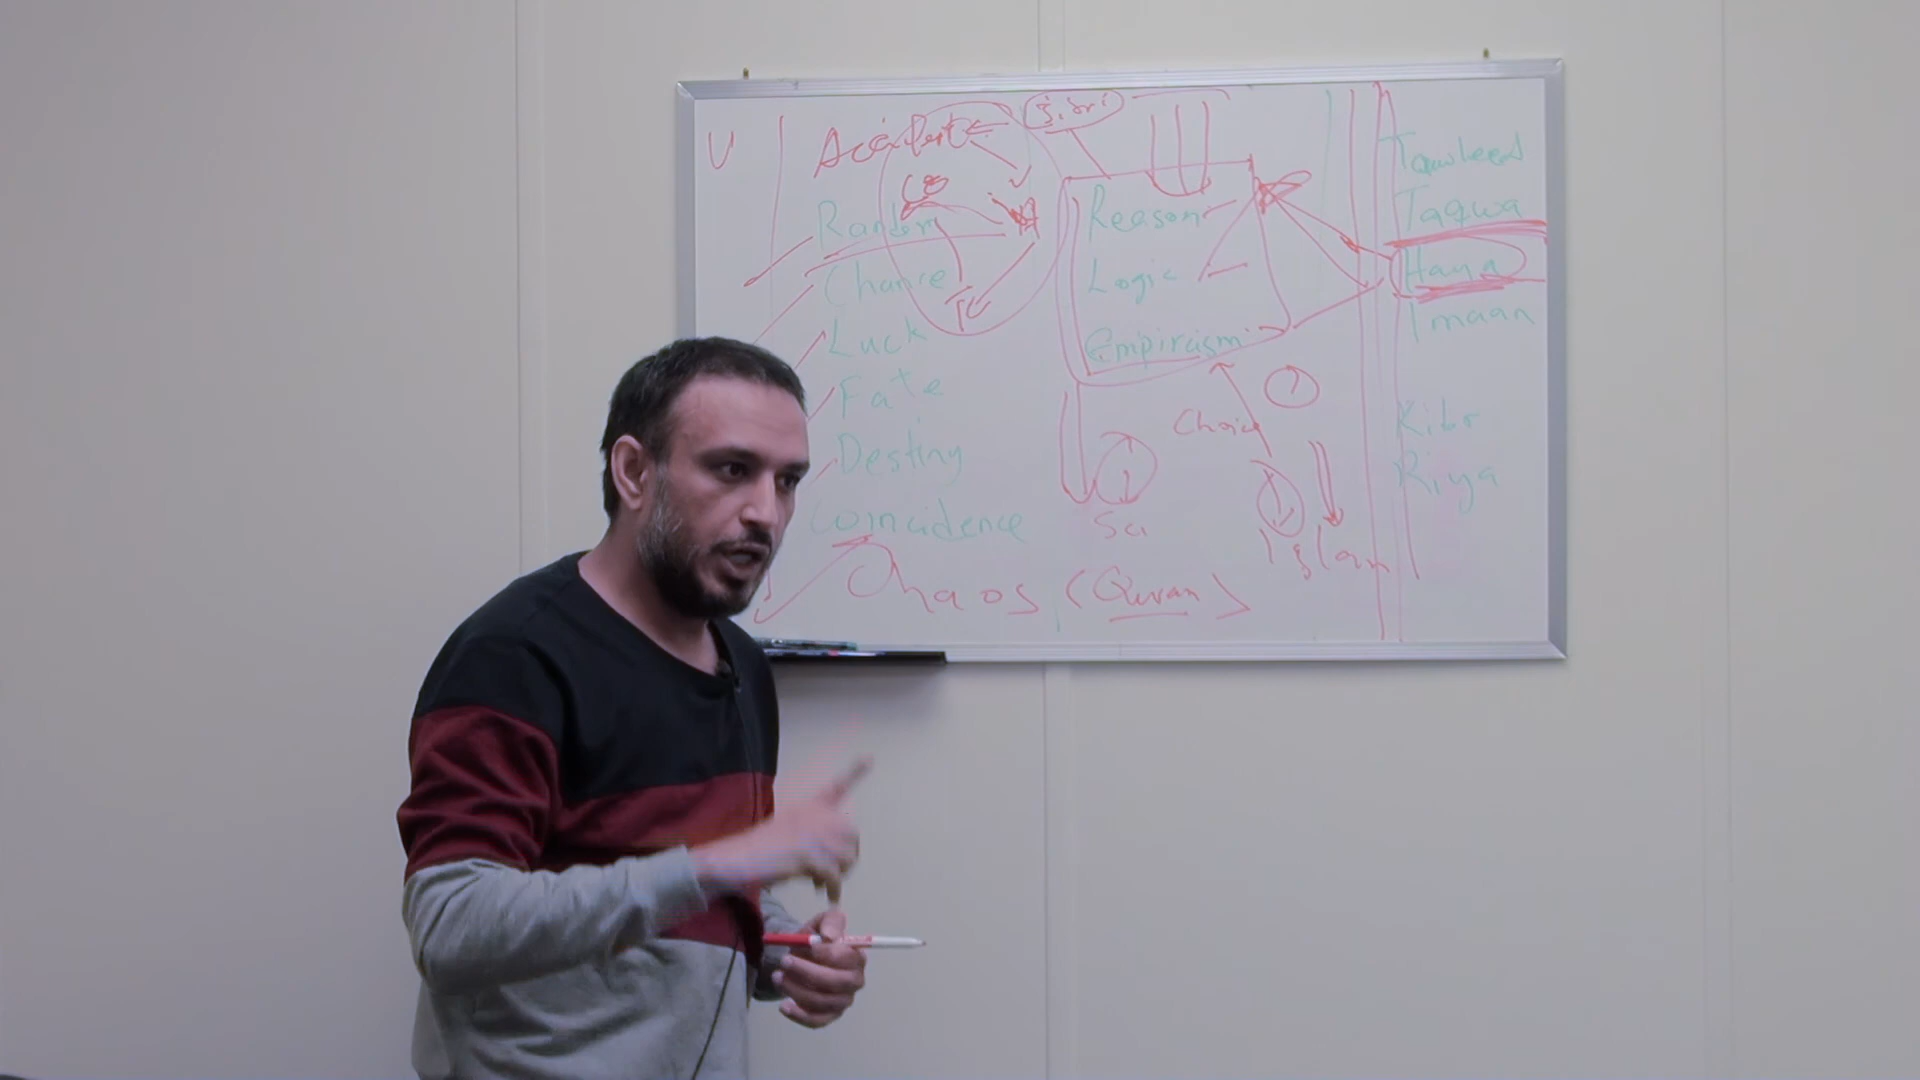 U
Accident
Random
Chance
Luck
Fate
Destiny
Coincidence
Chaos (Quran)
Reason
Logic
Empiricism
Choice
Sci
Islam
Tawheed
Taqwa
Haya
Imaan
Kibr
Riya